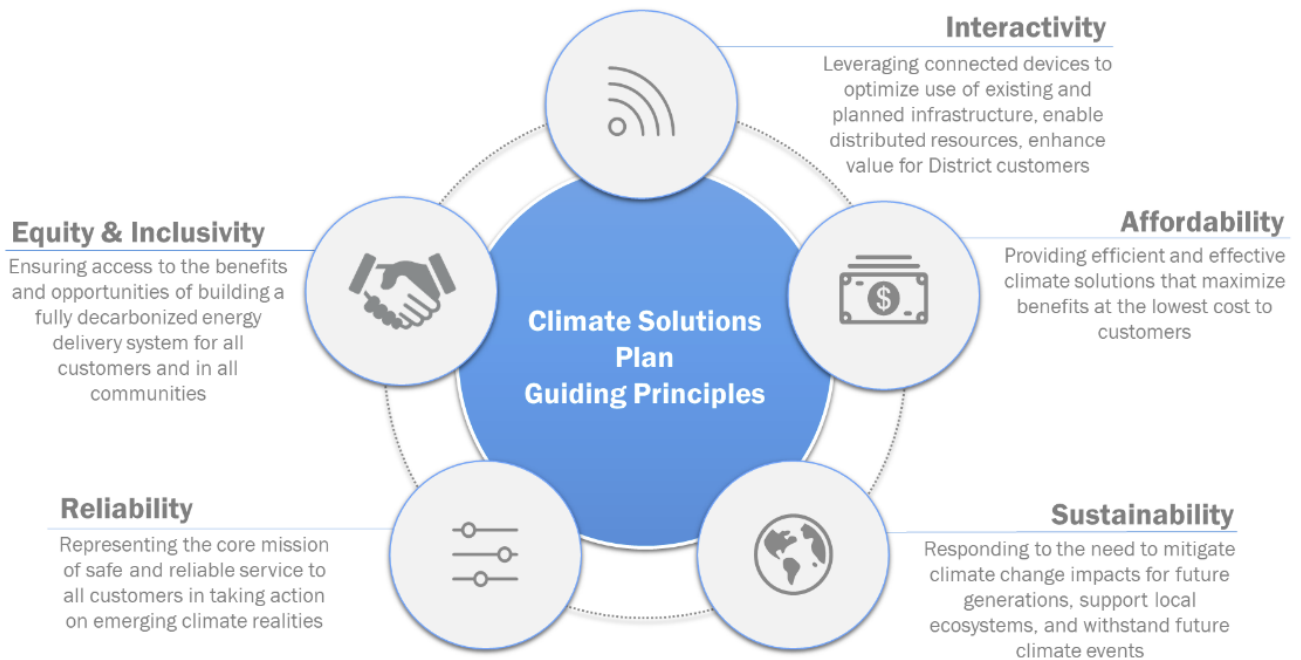 Interactivity
Leveraging connected devices to
optimize use of existing and
planned infrastructure, enable
distributed resources, enhance
value for District customers
Affordability
Providing efficient and effective
climate solutions that maximize
benefits at the lowest cost to
customers
Sustainability
Responding to the need to mitigate
climate change impacts for future
generations, support local
ecosystems, and withstand future
climate events
Reliability
Representing the core mission
of safe and reliable service to
all customers in taking action
on emerging climate realities
Equity & Inclusivity
Ensuring access to the benefits
and opportunities of building a
fully decarbonized energy
delivery system for all
customers and in all
communities
Climate Solutions
Plan
Guiding Principles
$